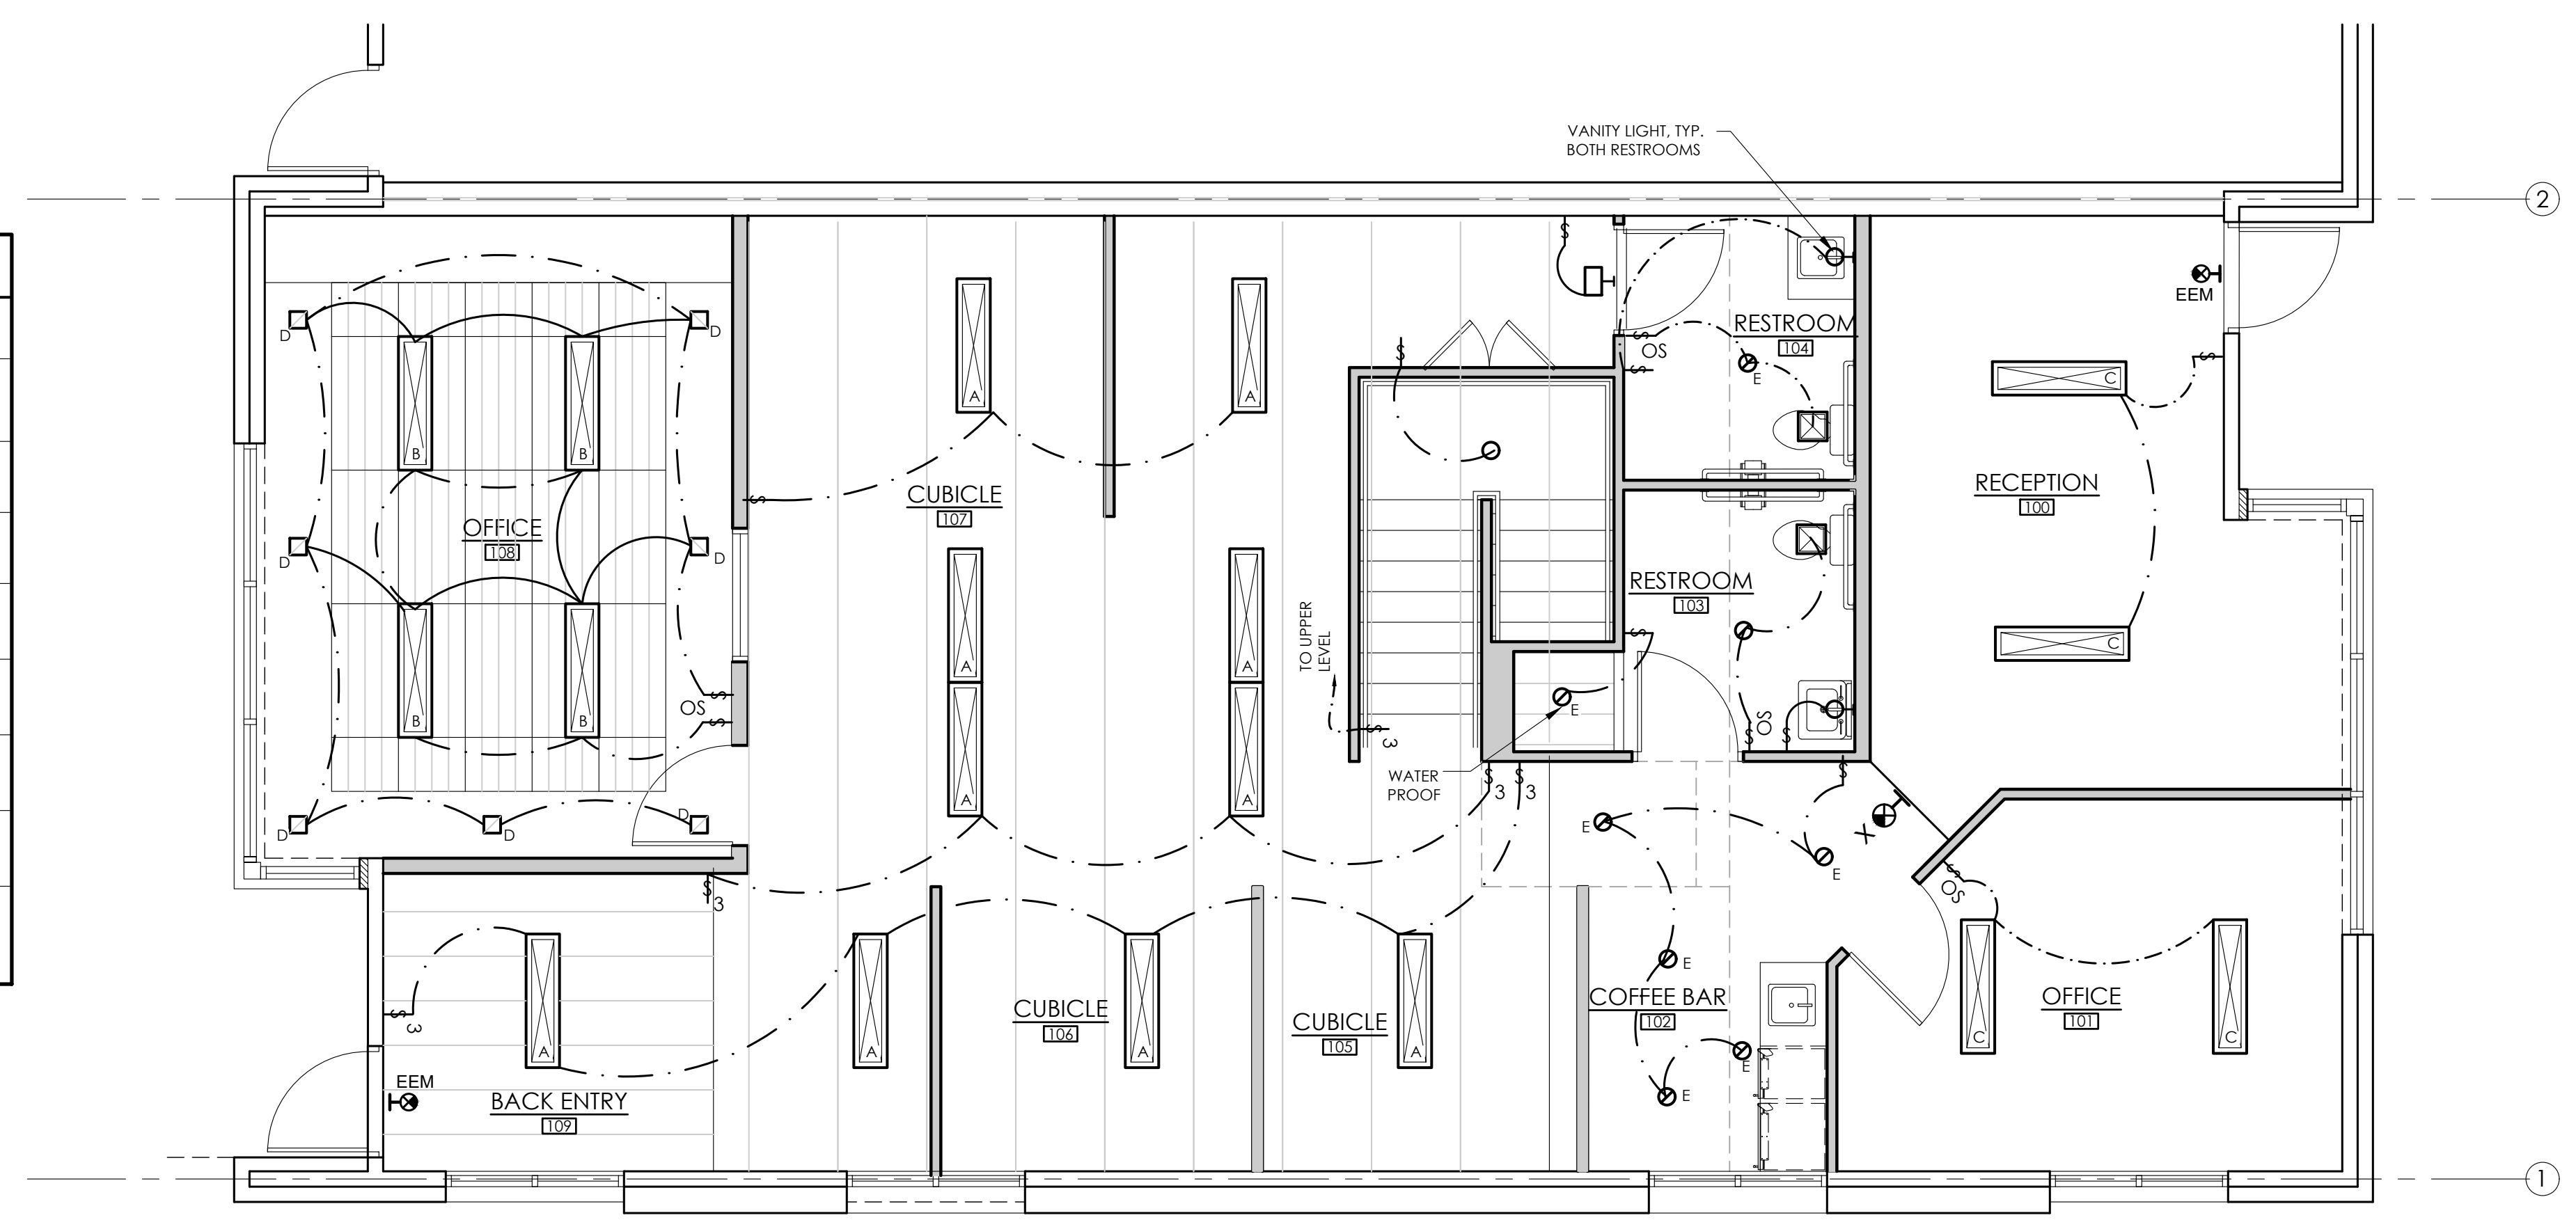 VANITY LIGHT, TYP.
BOTH RESTROOMS
2
EEM
D
D
RESTROOM
104
OS
E
C
A
A
B
B
RECEPTION
100
CUBICLE
107
OFFICE
108
D
D
RESTROOM
103
TO UPPER
LEVEL
C
A
A
OS
E
OS
B
B
3
WATER
PROOF
3
3
A
A
D
D
D
E
X
E
3
OS
E
COFFEE BAR
102
OFFICE
101
CUBICLE
106
CUBICLE
105
3
A
A
A
A
C
C
E
E
EEM
BACK ENTRY
109
1